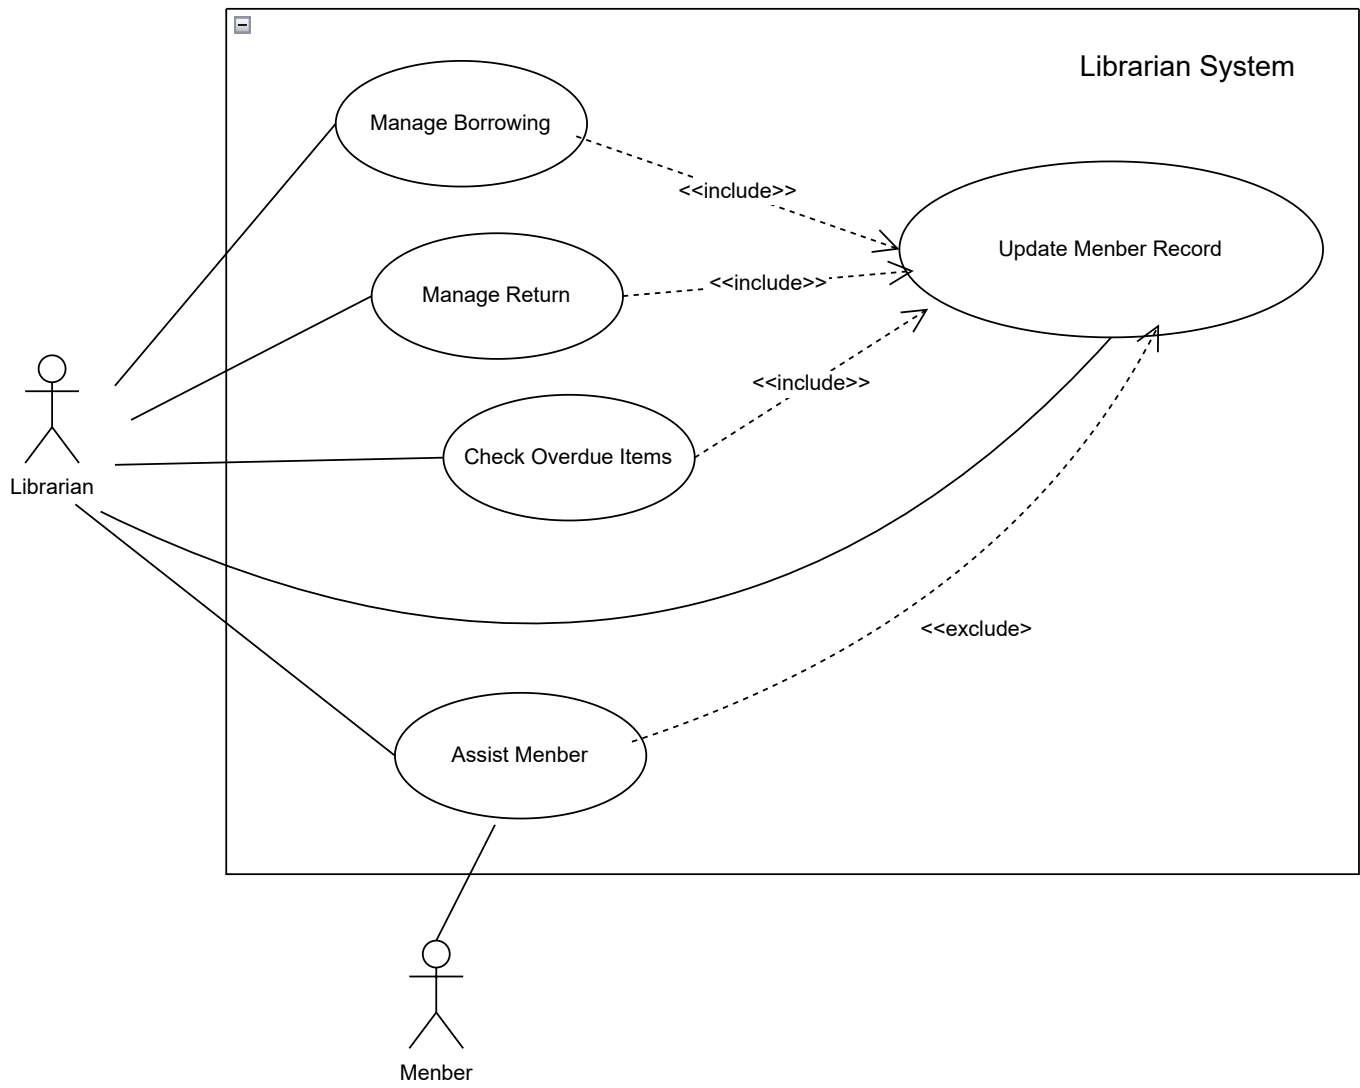 Librarian System
Manage Borrowing
<<include>>
Update Menber Record
Manage Return
<<include>>
<<include>>
Check Overdue Items
Librarian
<<exclude>
Assist Menber
Menber